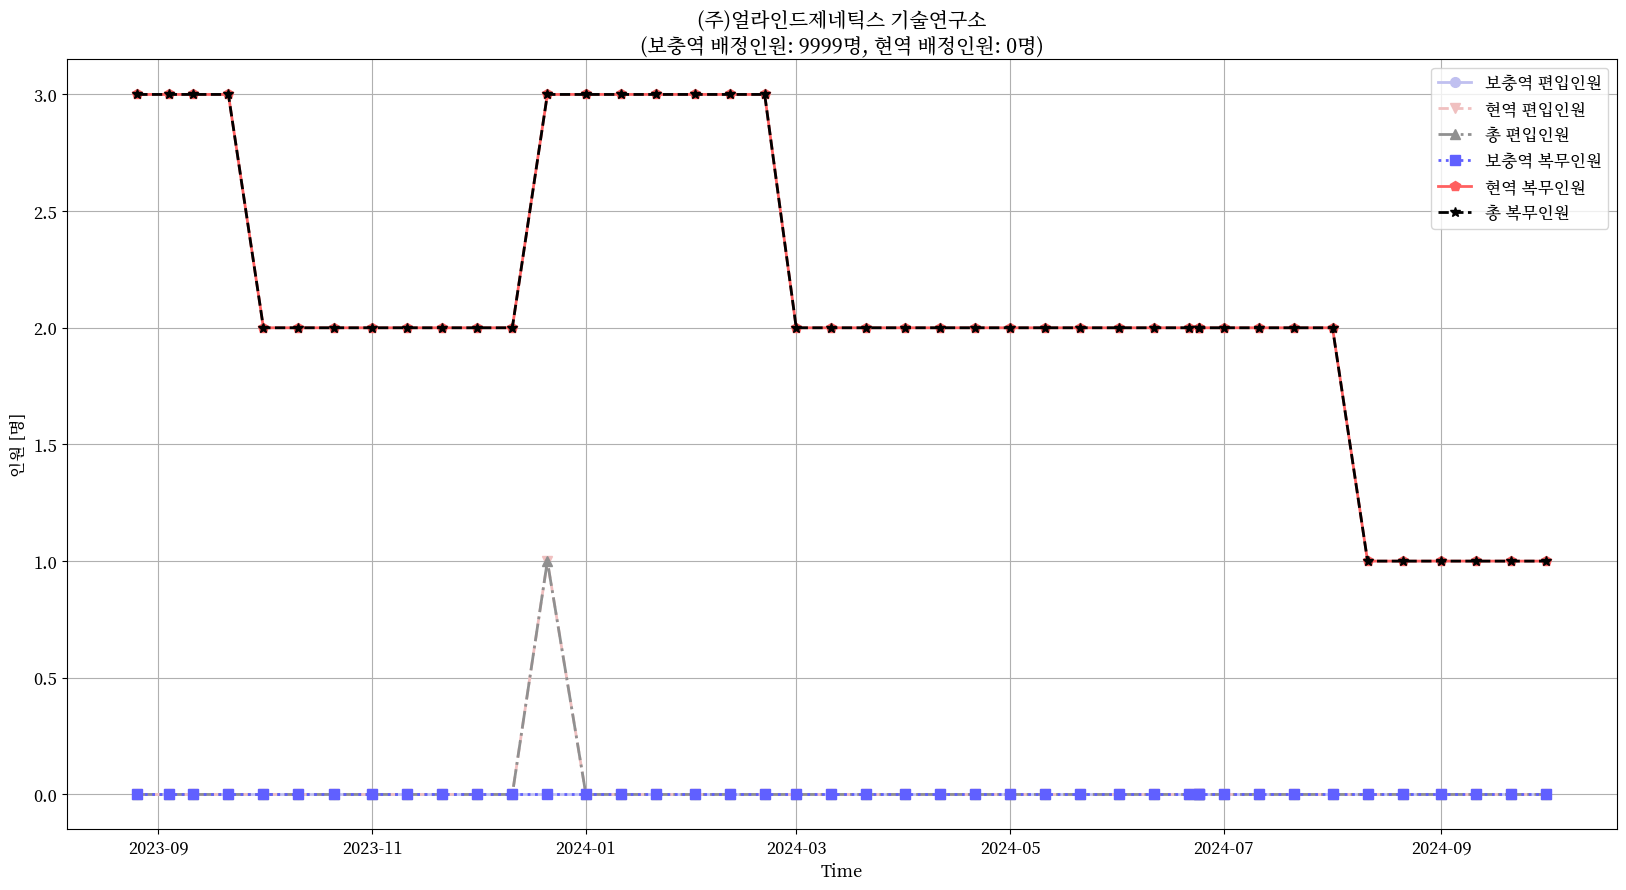 (주)얼라인드제네틱스 기술연구소
(보충역 배정인원: 9999명, 현역 배정인원: 0명)
보충역 편입인원
현역 편입인원
총 편입인원
보충역 복무인원
현역 복무인원
총 복무인원
인원 [명]
3.0
2.5
2.0
1.5
1.0
0.5
0.0
2023-09
2023-11
2024-01
2024-03
2024-05
2024-07
2024-09
Time